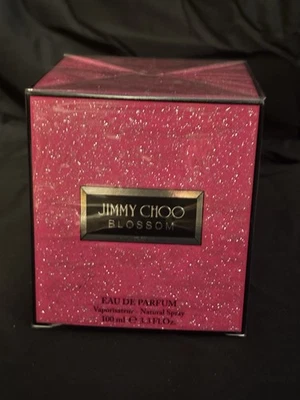 JIMMY CHOO
BLOSSOM
EAU DE PARFUM
Vaporisateur - Natural Spray
100 ml ℮ 3.3 Fl.Oz.